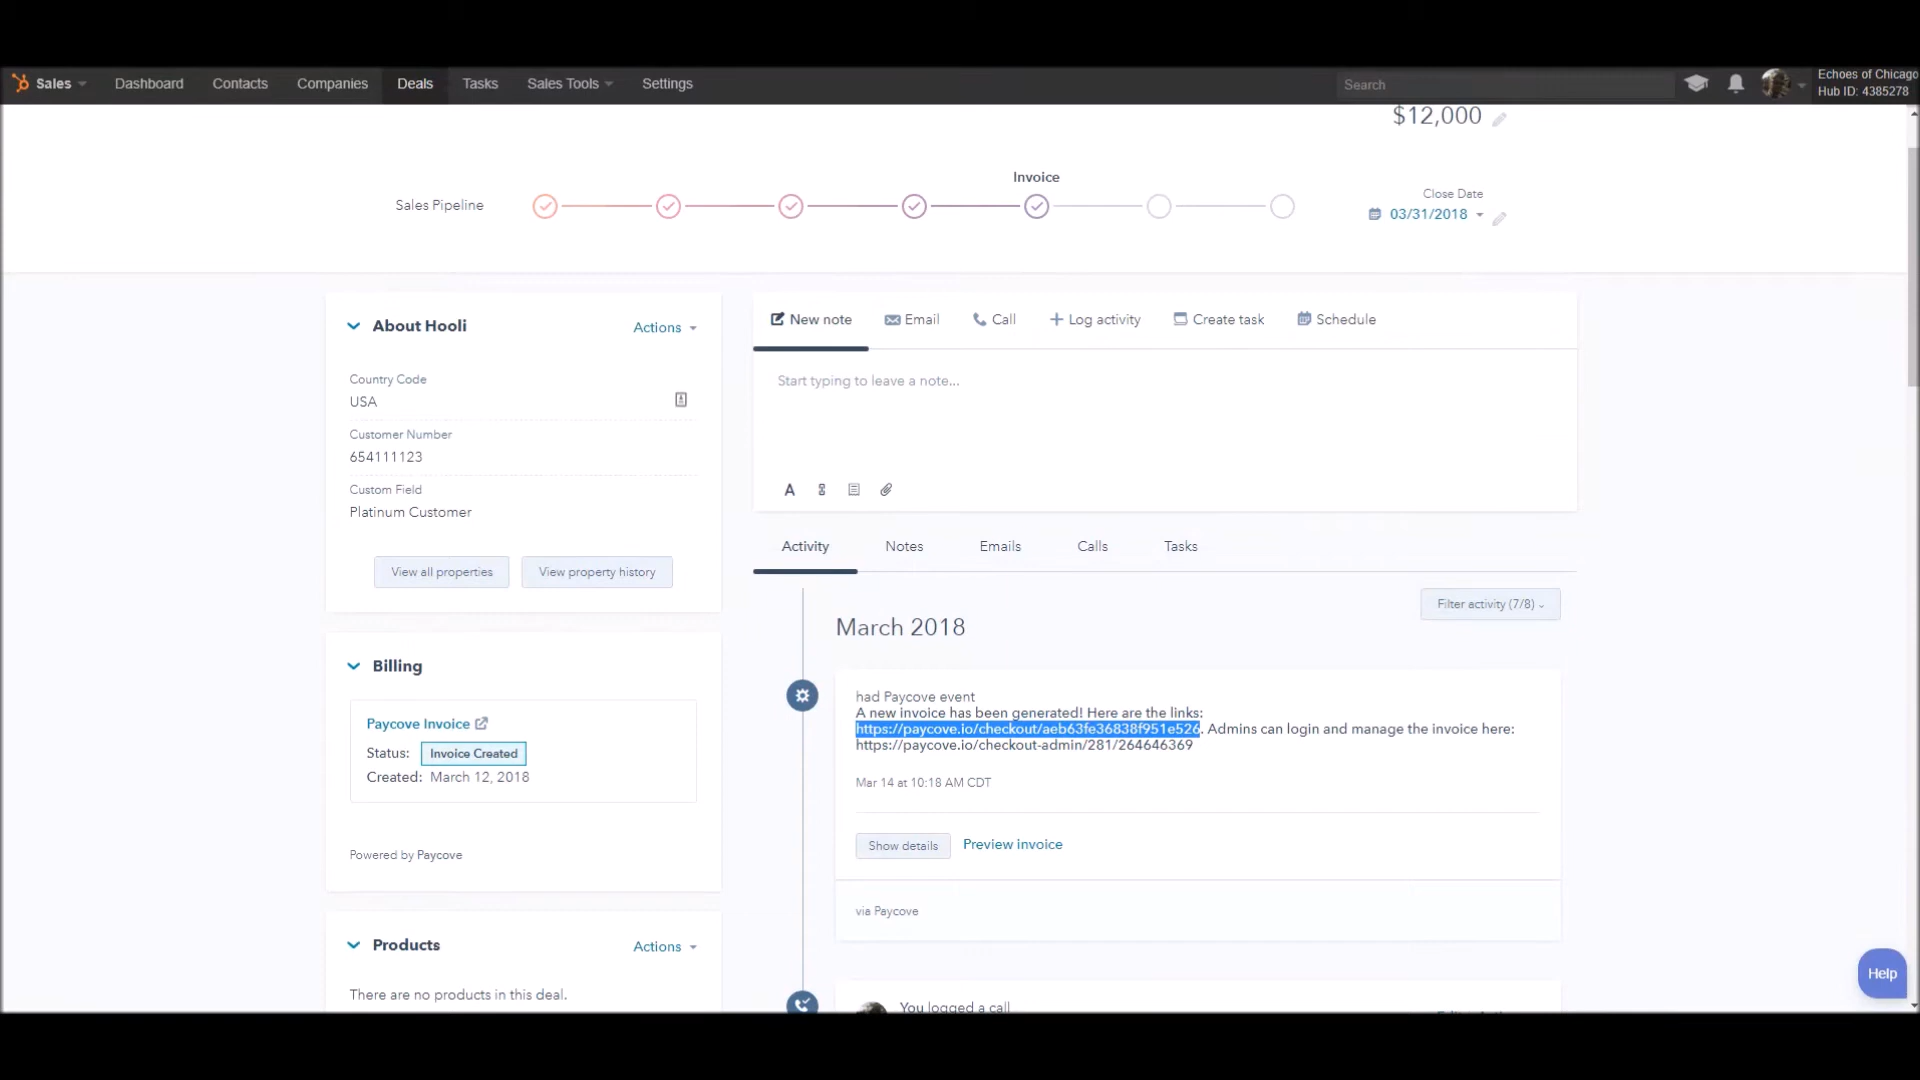 Sales
Dashboard
Contacts
Companies
Deals
Tasks
Sales Tools
Settings
Search
Echoes of Chicago
Hub ID: 4385278
$12,000
Invoice
Sales Pipeline
Close Date
03/31/2018
About Hooli
Actions
Country Code
USA
Customer Number
654111123
Custom Field
Platinum Customer
View all properties
View property history
Billing
Paycove Invoice
Status: Invoice Created
Created: March 12, 2018
Powered by Paycove
Products
Actions
There are no products in this deal.
New note
Email
Call
Log activity
Create task
Schedule
Start typing to leave a note...
A
Activity
Notes
Emails
Calls
Tasks
Filter activity (7/8)
March 2018
had Paycove event
A new invoice has been generated! Here are the links:
https://paycove.io/checkout/aeb63fe36838f951e526. Admins can login and manage the invoice here:
https://paycove.io/checkout-admin/281/264646369
Mar 14 at 10:18 AM CDT
Show details
Preview invoice
via Paycove
You logged a call
Help